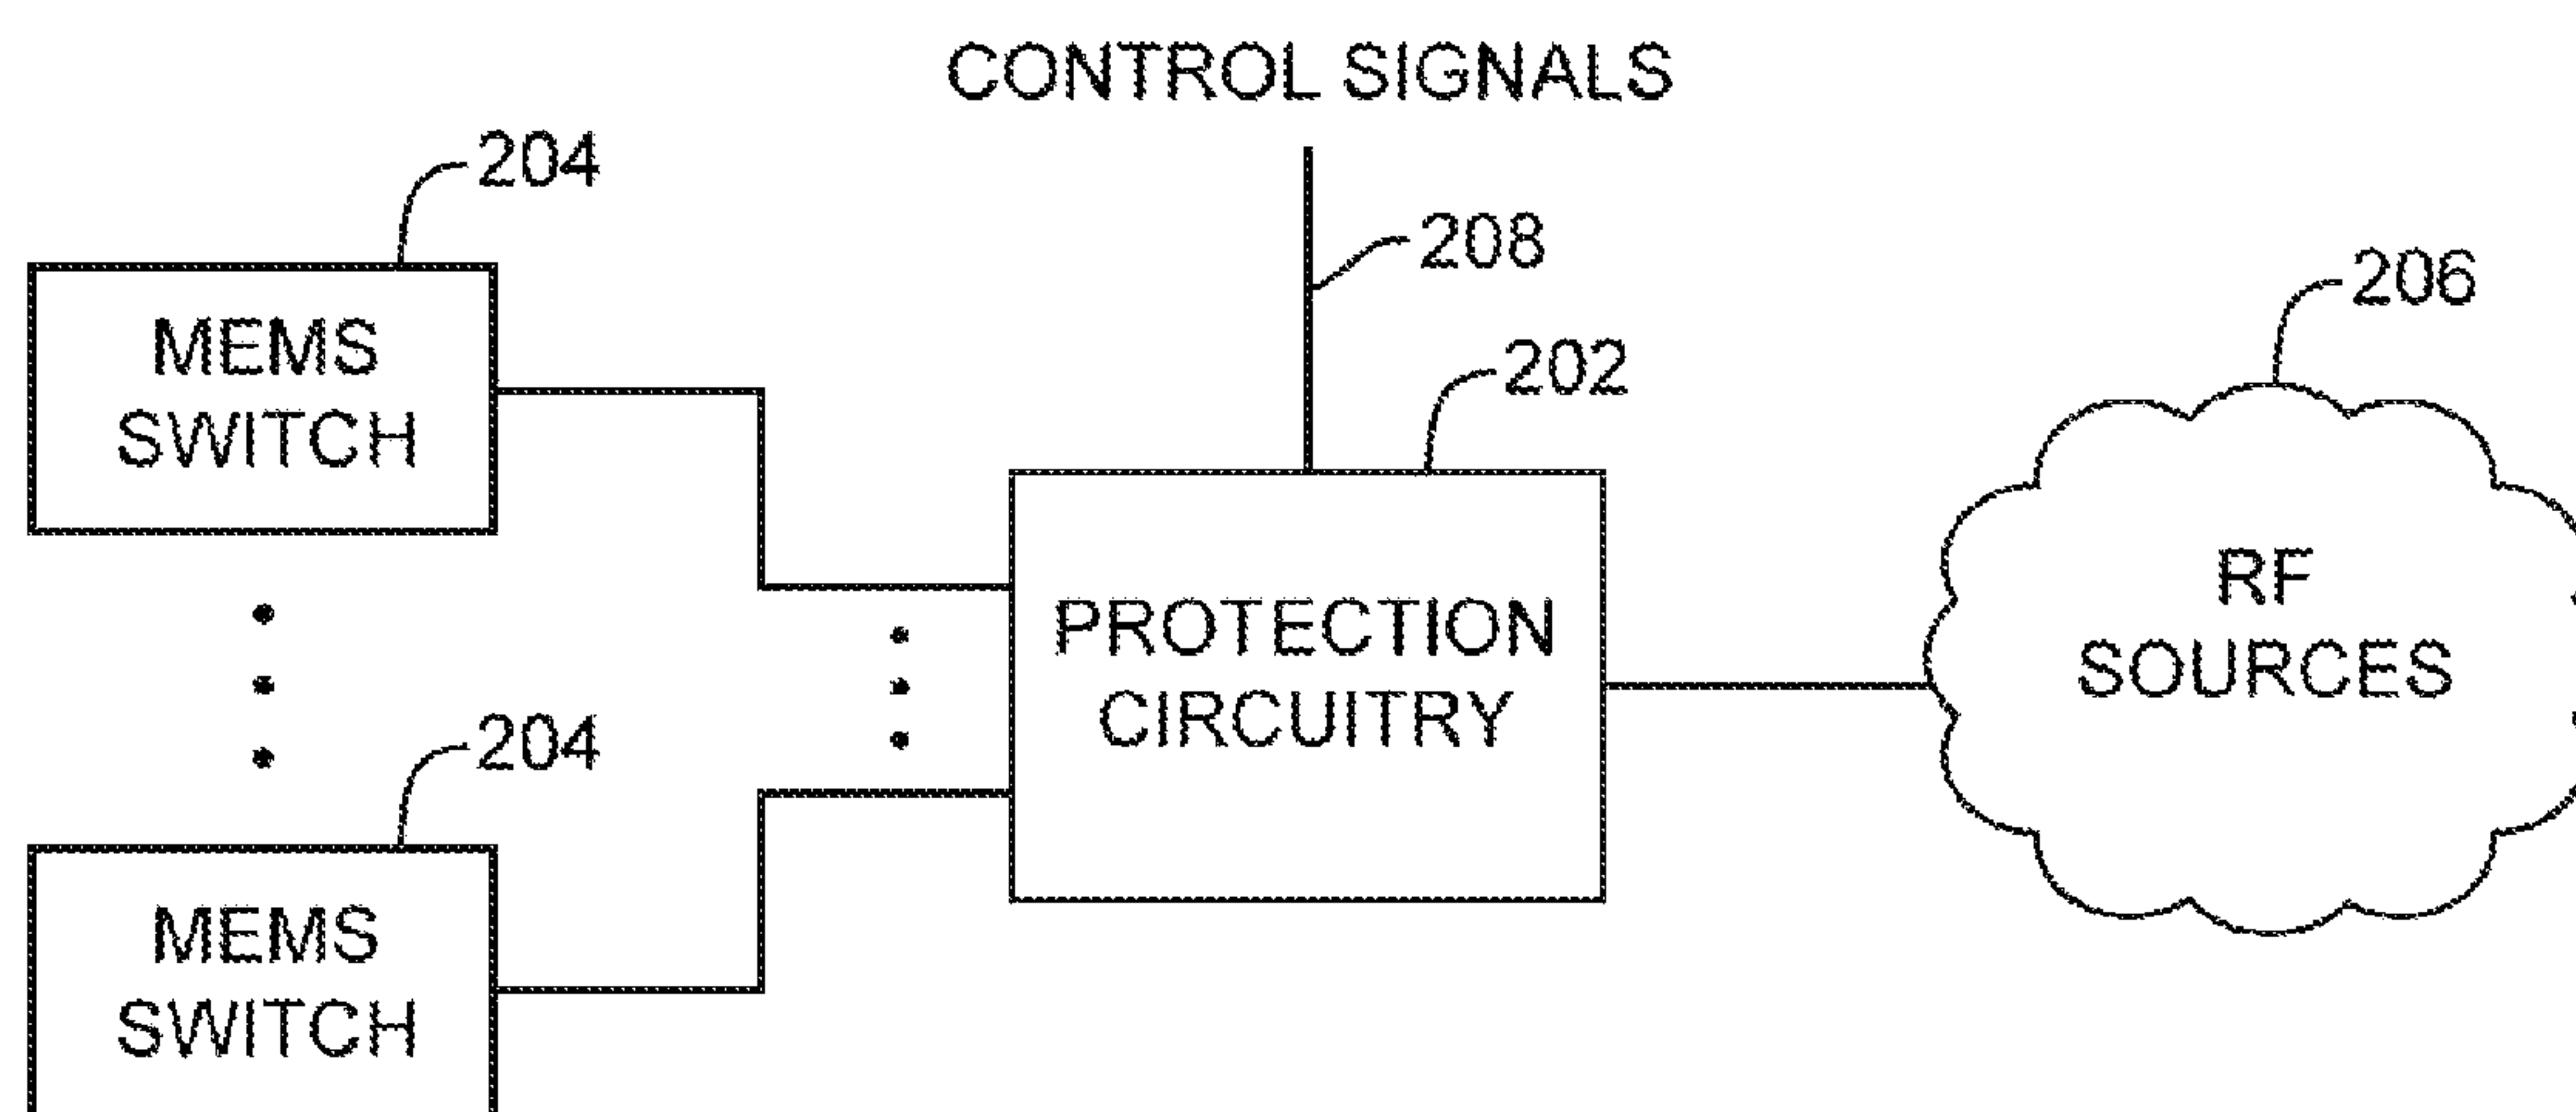 CONTROL SIGNALS
204
208
206
MEMS
SWITCH
202
PROTECTION
CIRCUITRY
RF
SOURCES
204
MEMS
SWITCH